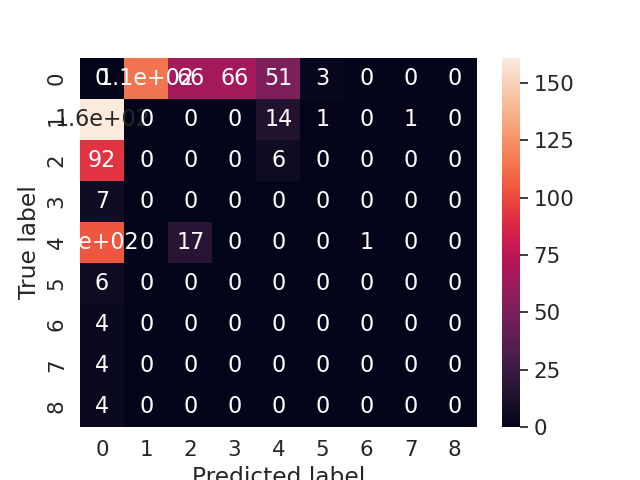 0 0 1.1e+02 66 66 51 3 0 0 0
1 1.6e+02 0 0 0 14 1 0 1 0
2 92 0 0 0 6 0 0 0 0
3 7 0 0 0 0 0 0 0 0
4 e+02 0 17 0 0 0 1 0 0
5 6 0 0 0 0 0 0 0 0
6 4 0 0 0 0 0 0 0 0
7 4 0 0 0 0 0 0 0 0
8 4 0 0 0 0 0 0 0 0
0 1 2 3 4 5 6 7 8
Predicted label
True label
150
125
100
75
50
25
0